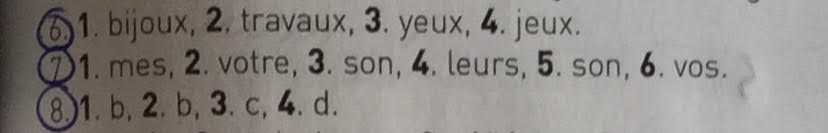 6. 1. bijoux, 2. travaux, 3. yeux, 4. jeux.
7 1. mes, 2. votre, 3. son, 4. leurs, 5. son, 6. vos.
8. 1. b, 2. b, 3. c, 4. d.